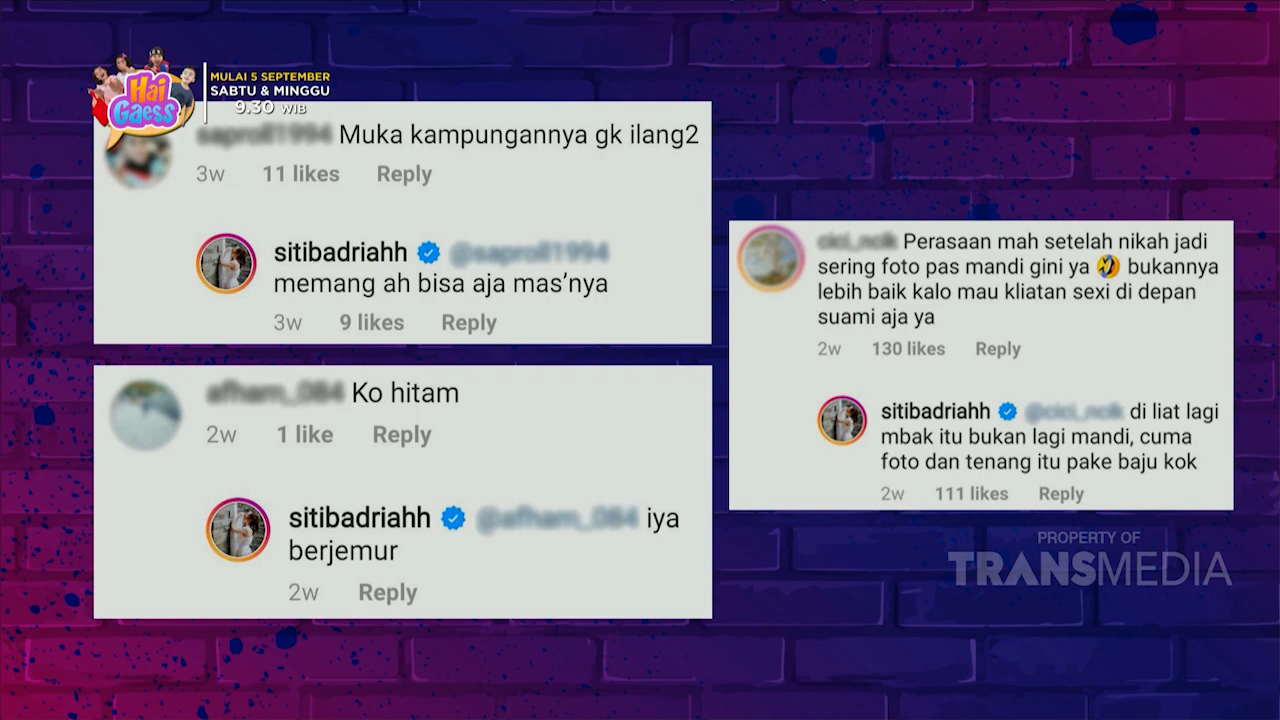 Hai
Gaess
MULAI 5 SEPTEMBER
SABTU & MINGGU
9.30 WIB
Muka kampungannya gk ilang2
3w 11 likes Reply
sitibadriahh
memang ah bisa aja mas’nya
3w 9 likes Reply
Ko hitam
2w 1 like Reply
sitibadriahh iya
berjemur
2w Reply
Perasaan mah setelah nikah jadi
sering foto pas mandi gini ya 🤣 bukannya
lebih baik kalo mau kliatan sexi di depan
suami aja ya
2w 130 likes Reply
sitibadriahh di liat lagi
mbak itu bukan lagi mandi, cuma
foto dan tenang itu pake baju kok
2w 111 likes Reply
PROPERTY OF
TRANSMEDIA